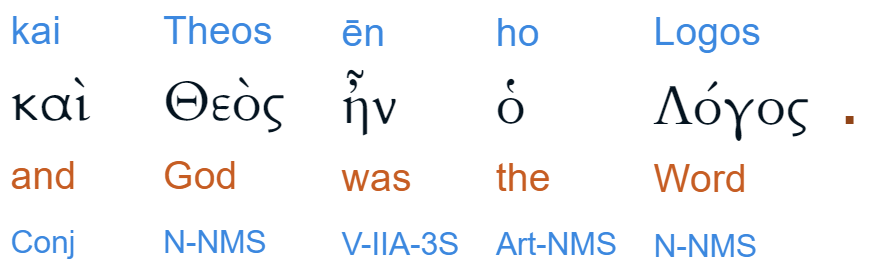 kai Theos ēn ho Logos
καὶ Θεὸς ἦν ὁ Λόγος .
and God was the Word
Conj N-NMS V-IIA-3S Art-NMS N-NMS